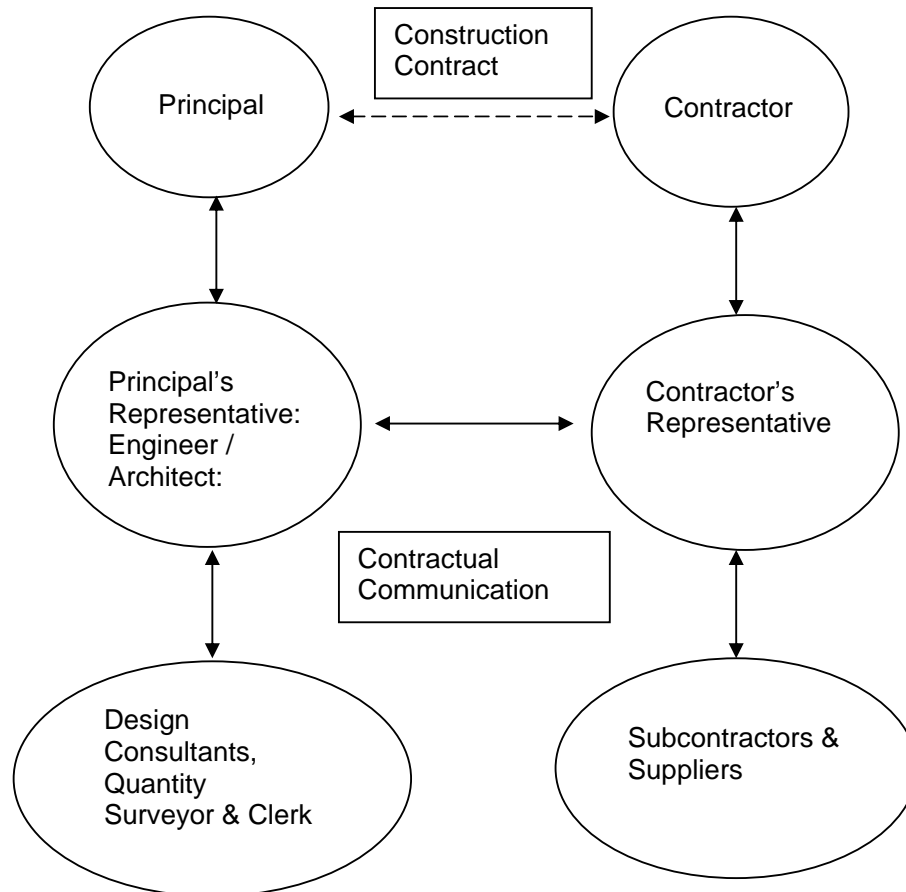 Construction
Contract
Principal
Contractor
Principal’s
Representative:
Engineer /
Architect:
Contractor’s
Representative
Contractual
Communication
Design
Consultants,
Quantity
Surveyor & Clerk
Subcontractors &
Suppliers